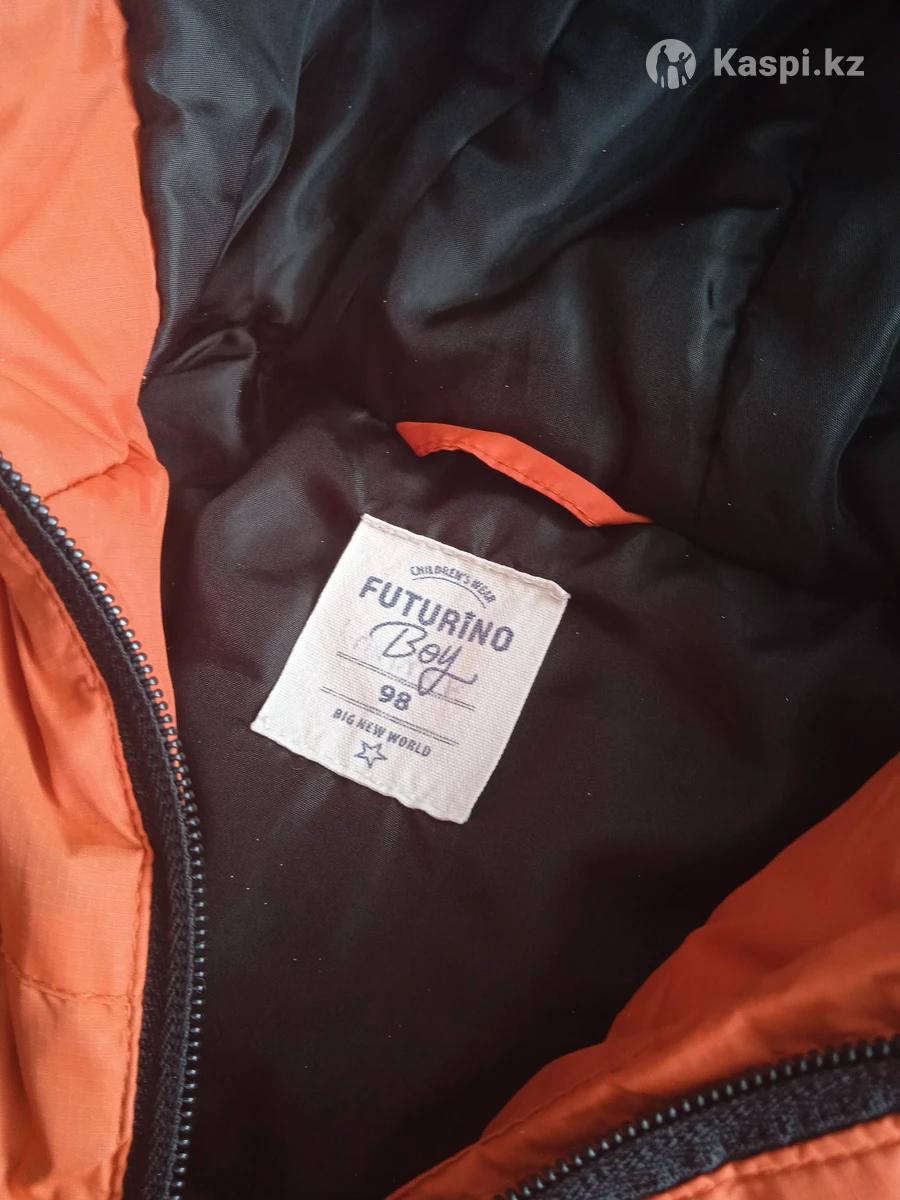 Kaspi.kz
CHILDREN'S WEAR
FUTURINO
Boy
98
BIG NEW WORLD